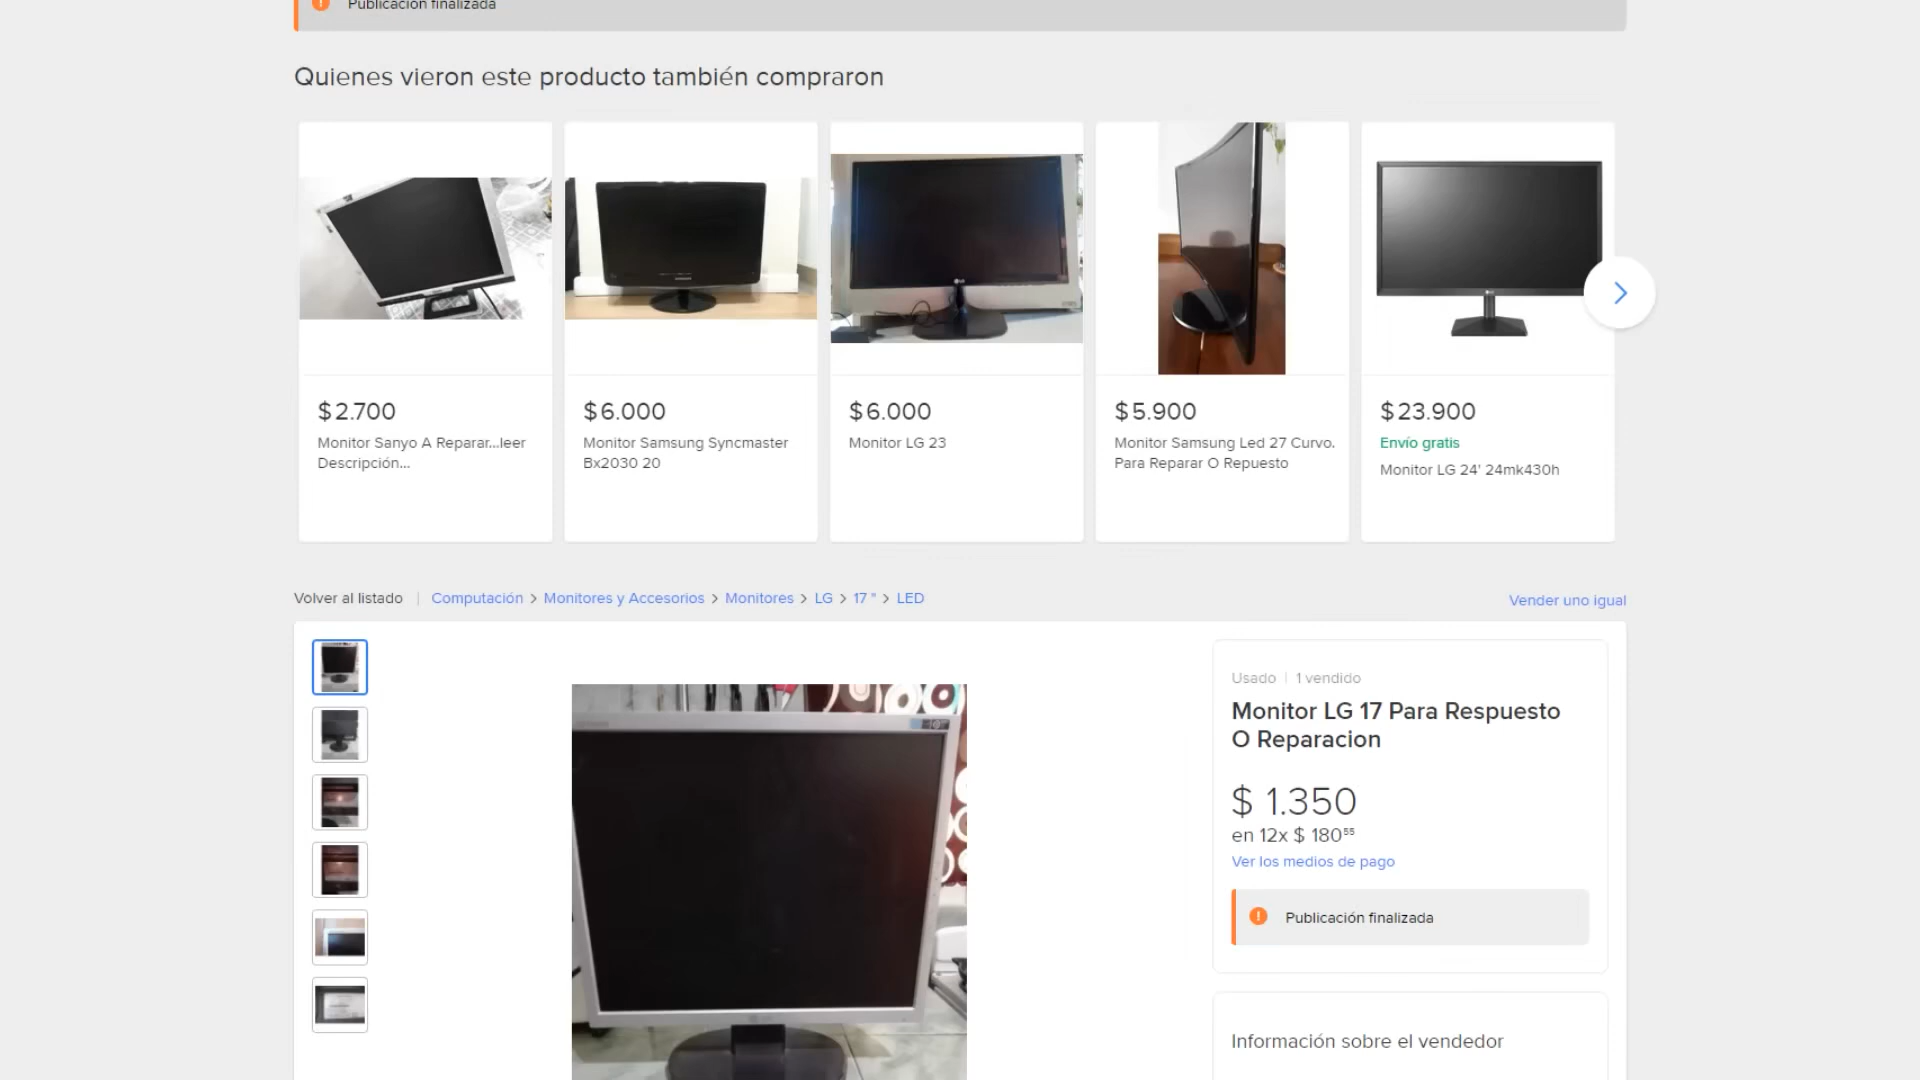 Publicación finalizada
Quienes vieron este producto también compraron
$ 2.700
Monitor Sanyo A Reparar...leer
Descripción...
$ 6.000
Monitor Samsung Syncmaster
Bx2030 20
$ 6.000
Monitor LG 23
$ 5.900
Monitor Samsung Led 27 Curvo.
Para Reparar O Repuesto
$ 23.900
Envío gratis
Monitor LG 24' 24mk430h
Volver al listado | Computación > Monitores y Accesorios > Monitores > LG > 17 " > LED
Vender uno igual
Usado | 1 vendido
Monitor LG 17 Para Respuesto
O Reparacion
$ 1.350
en 12x $ 180⁵⁵
Ver los medios de pago
Publicación finalizada
Información sobre el vendedor